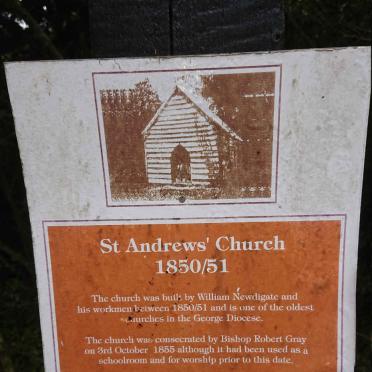 St Andrews' Church
1850/51
The church was built by William Newdigate and
his workmen between 1850/51 and is one of the oldest
churches in the George Diocese.
The church was consecrated by Bishop Robert Gray
on 3rd October 1855 although it had been used as a
schoolroom and for worship prior to this date.